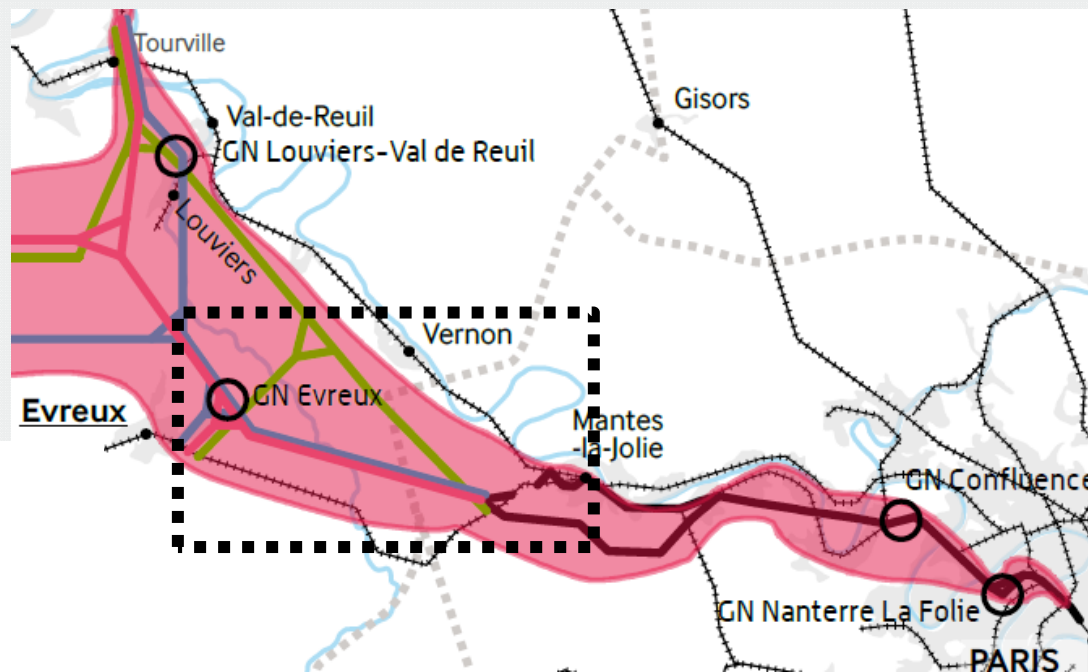 Tourville
Gisors
Val-de-Reuil
GN Louviers-Val de Reuil
Louviers
Vernon
GN Evreux
Evreux
Mantes
-la-Jolie
GN Confluence
GN Nanterre La Folie
PARIS